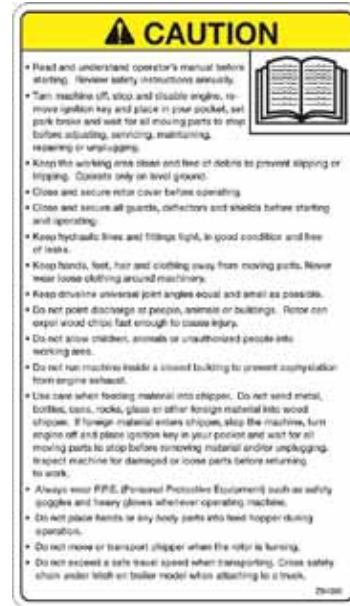 CAUTION
• Read and understand operator's manual before
starting. Review safety instructions annually.
• Turn machine off, stop and disable engine, re-
move ignition key and place in your pocket, set
park brake and wait for all moving parts to stop
before adjusting, servicing, maintaining,
repairing or unplugging.
• Keep the working area clean and free of debris to prevent slipping or
tripping. Operate only on level ground.
• Close and secure rotor cover before operating.
• Close and secure all guards, deflectors and shields before starting
and operating.
• Keep hydraulic lines and fittings tight, in good condition and free
of leaks.
• Keep hands, feet, hair and clothing away from moving parts. Never
wear loose clothing around machinery.
• Keep driveline universal joint angles equal and small as possible.
• Do not point discharge at people, animals or buildings. Rotor can
expel wood chips fast enough to cause injury.
• Do not allow children, animals or unauthorized people into
working area.
• Do not run machine inside a closed building to prevent asphyxiation
from engine exhaust.
• Use care when feeding material into chipper. Do not send metal,
bottles, cans, rocks, glass or other foreign material into wood
chipper. If foreign material enters chipper, stop the machine, turn
engine off and place ignition key in your pocket and wait for all
moving parts to stop before removing material and/or unplugging.
Inspect machine for damaged or loose parts before returning
to work.
• Always wear P.P.E. (Personal Protective Equipment) such as safety
goggles and heavy gloves whenever operating machine.
• Do not place hands or any body parts into feed hopper during
operation.
• Do not move or transport chipper when the rotor is turning.
• Do not exceed a safe travel speed when transporting. Cross safety
chain under hitch on trailer model when attaching to a truck.